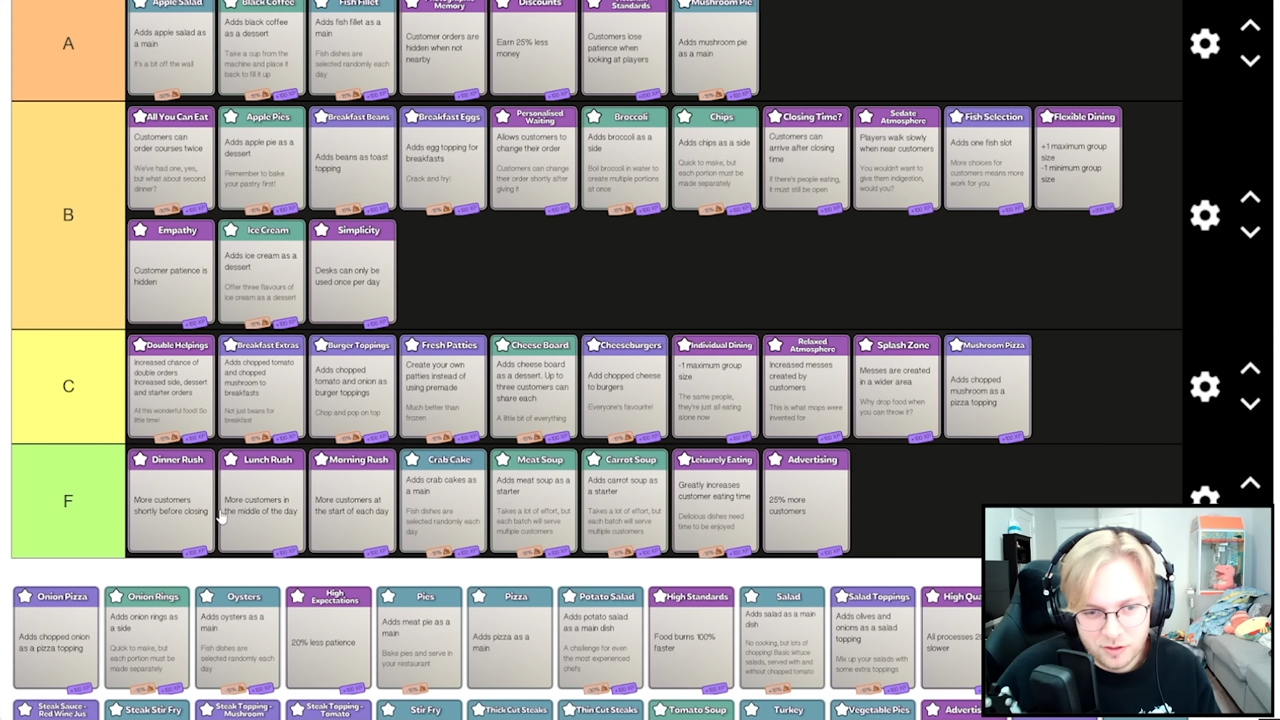 A
Apple Salad
Adds apple salad as
a main
It's a bit off the wall
Black Coffee
Adds black coffee
as a dessert
Take a cup from the
machine and place it
back to fill it up
Fish Fillet
Adds fish fillet as a
main
Fish dishes are
selected randomly each
day
Memory
Customer orders are
hidden when not
nearby
Discounts
Earn 25% less
money
Standards
Customers lose
patience when
looking at players
Mushroom Pie
Adds mushroom pie
as a main
B
All You Can Eat
Customers can
order courses twice
We've had one, yes,
but what about second
dinner?
Apple Pies
Adds apple pie as a
dessert
Remember to bake
your pastry first!
Breakfast Beans
Adds beans as toast
topping
Breakfast Eggs
Adds egg topping for
breakfasts
Crack and fry!
Personalised
Waiting
Allows customers to
change their order
Customers can change
their order shortly after
giving it
Broccoli
Adds broccoli as a
side
Boil broccoli in water to
create multiple portions
at once
Chips
Adds chips as a side
Quick to make, but
each portion must be
made separately
Closing Time?
Customers can
arrive after closing
time
If there's people eating,
it must still be open
Sedate
Atmosphere
Players walk slowly
when near customers
You wouldn't want to
give them indigestion,
would you?
Fish Selection
Adds one fish slot
More choices for
customers means more
work for you
Flexible Dining
+1 maximum group
size
-1 minimum group
size
Empathy
Customer patience is
hidden
Ice Cream
Adds ice cream as a
dessert
Offer three flavours of
ice cream as a dessert
Simplicity
Desks can only be
used once per day
C
Double Helpings
Increased chance of
double orders
Increased side, dessert
and starter orders
All this wonderful food! So
little time!
Breakfast Extras
Adds chopped tomato
and chopped
mushroom to
breakfasts
Not just beans for
breakfast!
Burger Toppings
Adds chopped
tomato and onion as
burger toppings
Chop and pop on top
Fresh Patties
Create your own
patties instead of
using premade
Much better than
frozen
Cheese Board
Adds cheese board
as a dessert. Up to
three customers can
share each
A little bit of everything
Cheeseburgers
Add chopped cheese
to burgers
Everyone's favourite!
Individual Dining
-1 maximum group
size
The same people,
they're just all eating
alone now
Relaxed
Atmosphere
Increased messes
created by
customers
This is what mops were
invented for
Splash Zone
Messes are created
in a wider area
Why drop food when
you can throw it?
Mushroom Pizza
Adds chopped
mushroom as a
pizza topping
F
Dinner Rush
More customers
shortly before closing
Lunch Rush
More customers in
the middle of the day
Morning Rush
More customers at
the start of each day
Crab Cake
Adds crab cakes as
a main
Fish dishes are
selected randomly each
day
Meat Soup
Adds meat soup as a
starter
Takes a lot of effort, but
each batch will serve
multiple customers
Carrot Soup
Adds carrot soup as
a starter
Takes a lot of effort, but
each batch will serve
multiple customers
Leisurely Eating
Greatly increases
customer eating time
Delicious dishes need
time to be enjoyed
Advertising
25% more
customers
Onion Pizza
Adds chopped onion
as a pizza topping
Onion Rings
Adds onion rings as
a side
Quick to make, but
each portion must be
made separately
Oysters
Adds oysters as a
main
Fish dishes are
selected randomly each
day
High
Expectations
20% less patience
Pies
Adds meat pie as a
main
Bake pies and serve in
your restaurant
Pizza
Adds pizza as a
main
Potato Salad
Adds potato salad
as a main dish
A challenge for even
the most experienced
chefs
High Standards
Food burns 100%
faster
Salad
Adds salad as a main
dish
No cooking, but lots of
chopping! Basic lettuce
salads, served with and
without chopped tomato
Salad Toppings
Adds olives and
onions as a salad
topping
Mix up your salads with
some extra toppings
High Qua
All processes
slower
Steak Sauce -
Red Wine Jus
Steak Stir Fry
Steak Topping -
Mushroom
Steak Topping -
Tomato
Stir Fry
Thick Cut Steaks
Thin Cut Steaks
Tomato Soup
Turkey
Vegetable Pies
Advertis